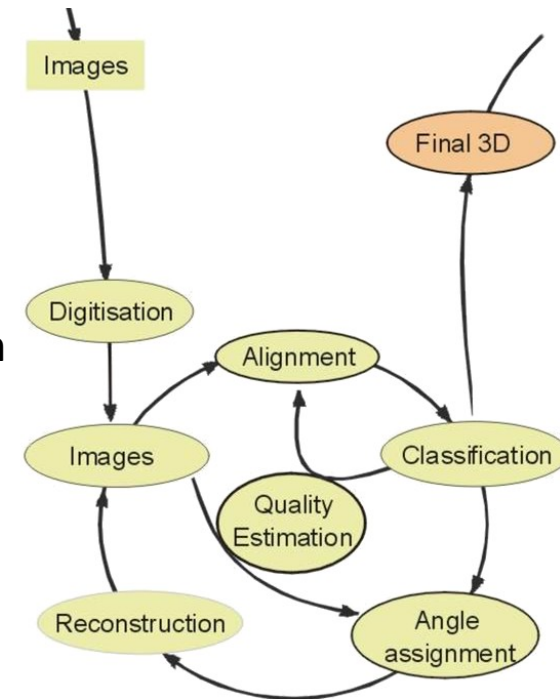 Images
Final 3D
Digitisation
Alignment
Images
Classification
Quality
Estimation
Reconstruction
Angle
assignment